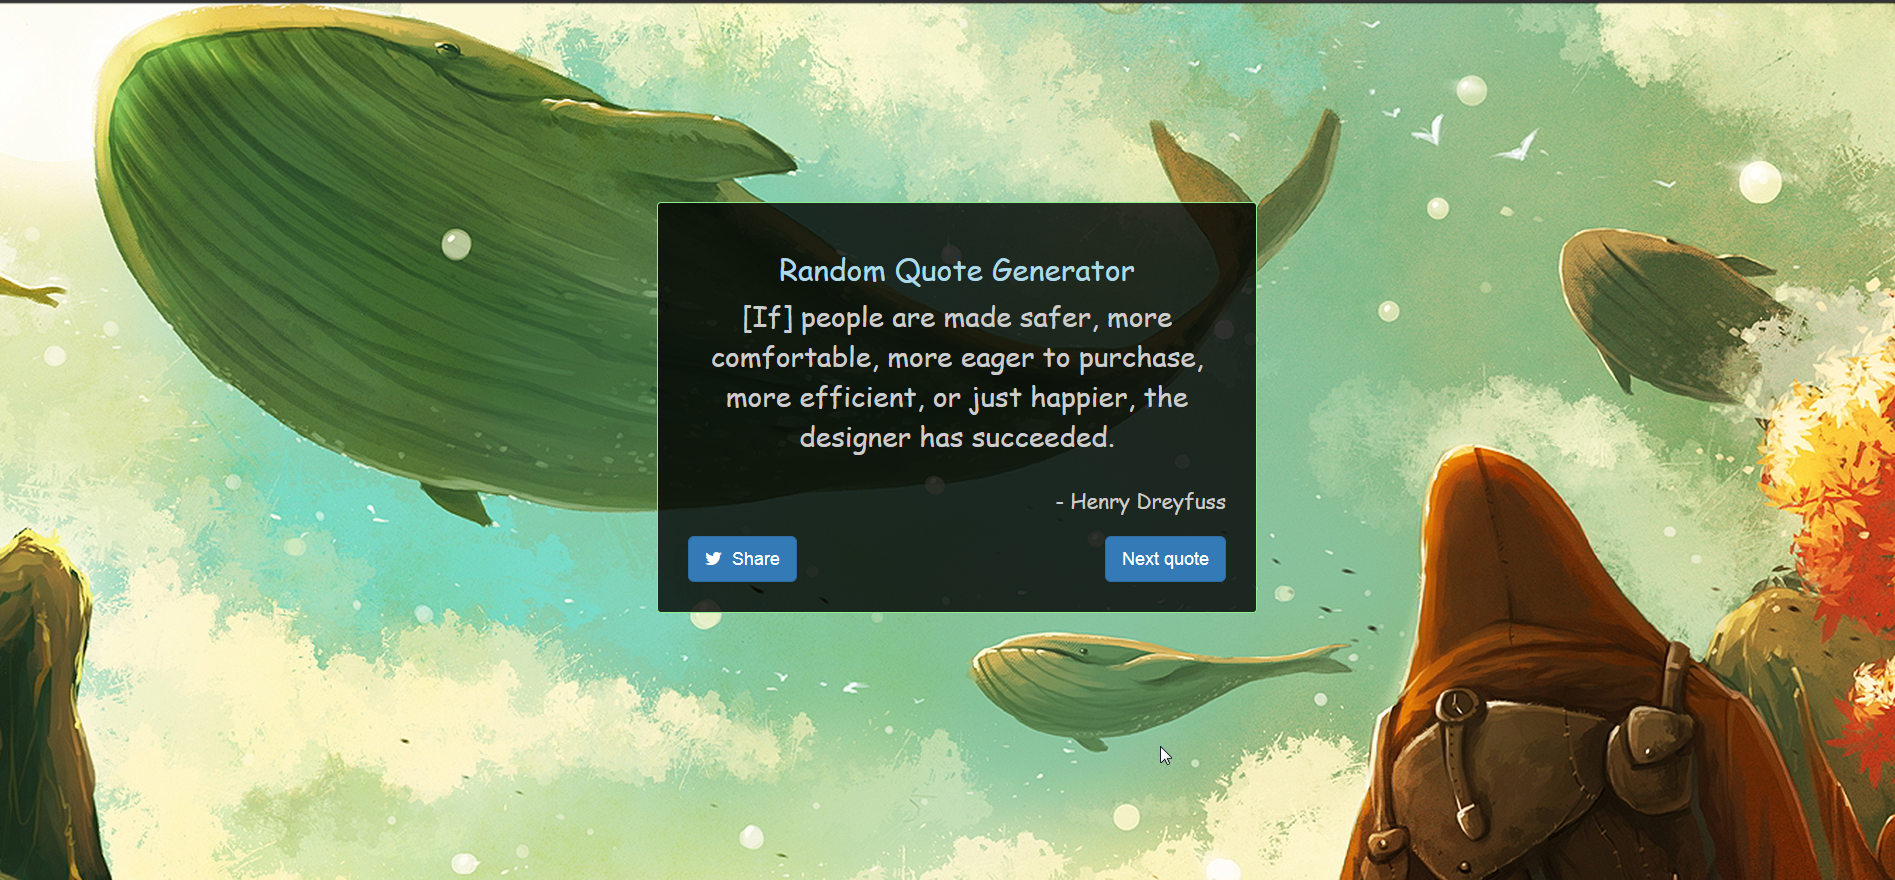 Random Quote Generator
[If] people are made safer, more
comfortable, more eager to purchase,
more efficient, or just happier, the
designer has succeeded.
- Henry Dreyfuss
Share
Next quote